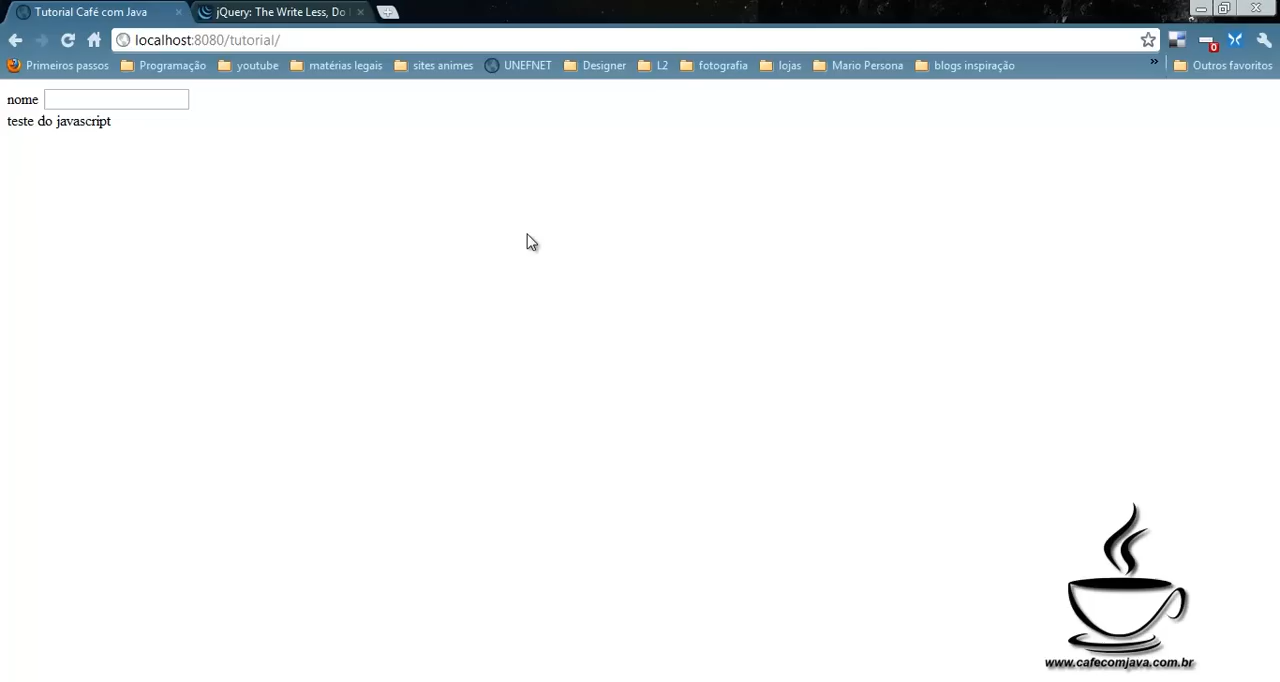 Tutorial Café com Java
jQuery: The Write Less, Do
localhost:8080/tutorial/
0
Primeiros passos Programação youtube matérias legais sites animes UNEFNET Designer L2 fotografia lojas Mario Persona blogs inspiração » Outros favoritos
nome
teste do javascript
www.cafecomjava.com.br